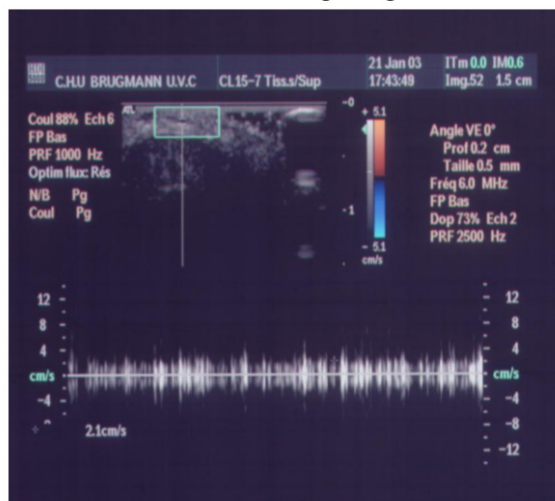 21 Jan 03 ITm 0.0 IM0.6
C.H.U BRUGMANN U.V.C CL15-7 Tiss.s/Sup 17:43:49 Img.52 1.5 cm
Coul 88% Ech 6
FP Bas
PRF 1000 Hz
Optim flux: Rés
N/B Pg
Coul Pg
-0
-1
+ 5.1
- 5.1
cm/s
Angle VE 0°
Prof 0.2 cm
Taille 0.5 mm
Fréq 6.0 MHz
FP Bas
Dop 73% Ech 2
PRF 2500 Hz
12 - - 12
8 - - 8
4 - - 4
cm/s cm/s
-4 - - -4
- -8
- -12
2.1cm/s